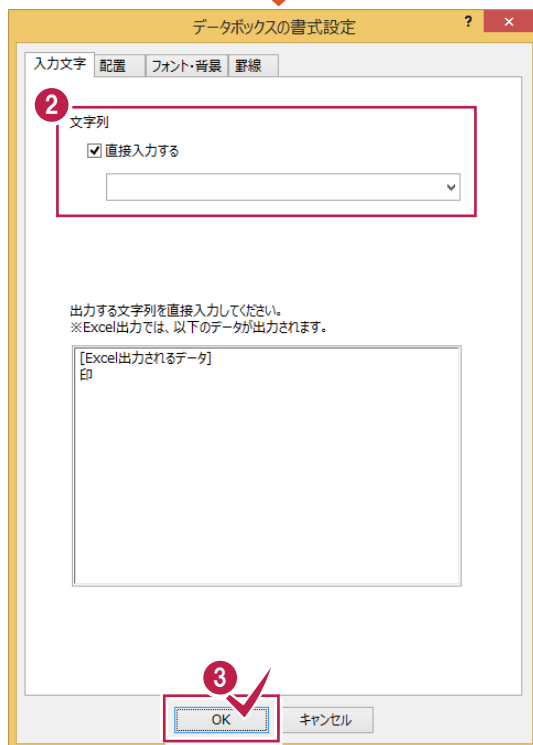 データボックスの書式設定
? ×
入力文字 配置 フォント・背景 罫線
2
文字列
直接入力する
出力する文字列を直接入力してください。
※Excel出力では、以下のデータが出力されます。
[Excel出力されるデータ]
印
3
OK キャンセル